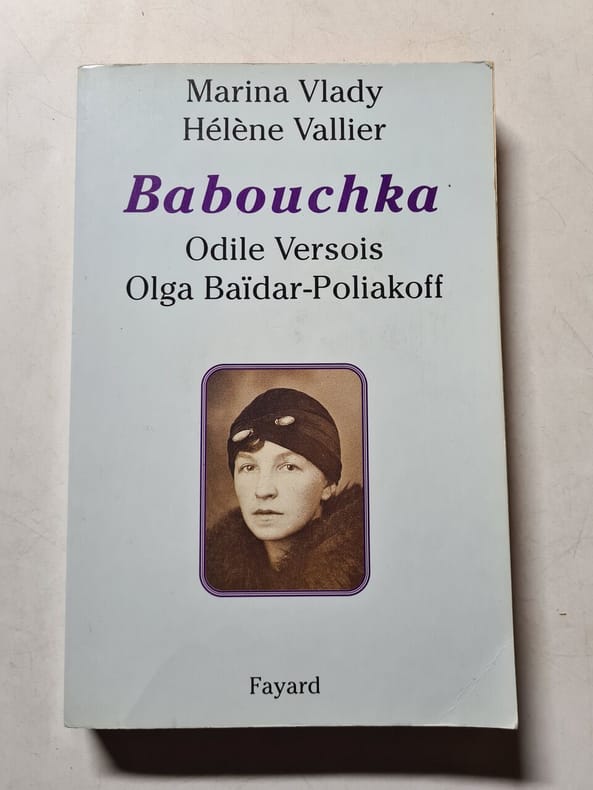 Marina Vlady
Hélène Vallier
Babouchka
Odile Versois
Olga Baïdar-Poliakoff
Fayard